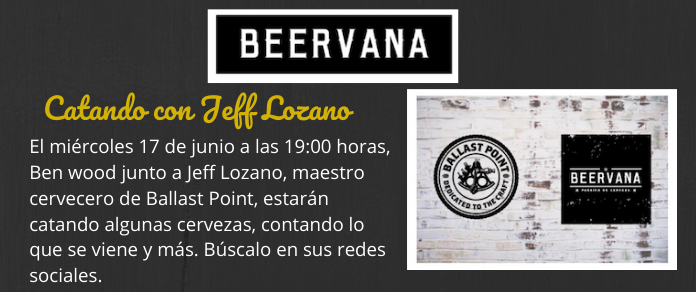 BEERVANA
Catando con Jeff Lozano
El miércoles 17 de junio a las 19:00 horas,
Ben wood junto a Jeff Lozano, maestro
cervecero de Ballast Point, estarán
catando algunas cervezas, contando lo
que se viene y más. Búscalo en sus redes
sociales.
BALLAST POINT
DEDICATED TO THE CRAFT
BEERVANA
PARAISO DE CERVEZA